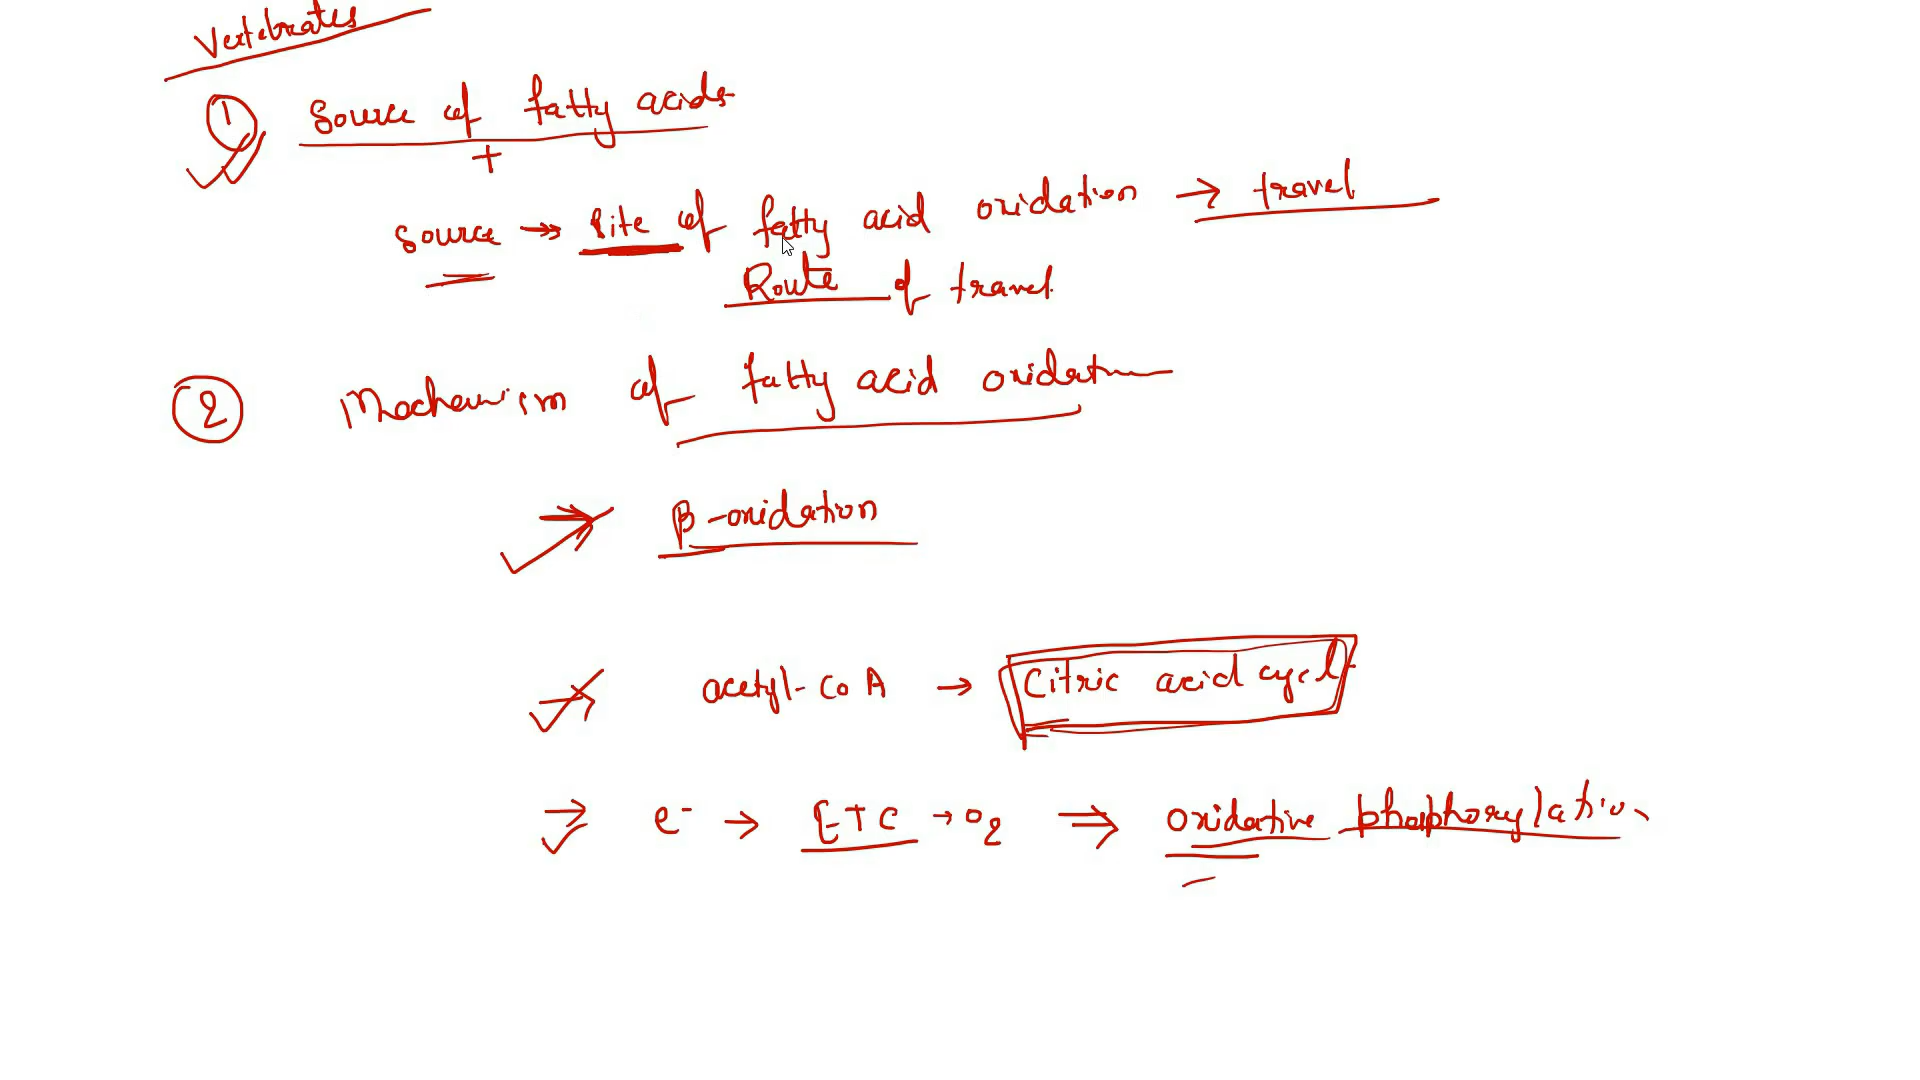 Vertebrates
1 Source of fatty acids
+
Source → Site of fatty acid oxidation → travel
Route of travel
2 Mechanism of fatty acid oxidation
→ β-oxidation
→ acetyl-CoA → Citric acid cycle
→ e⁻ → ETC → O₂ ⇒ oxidative phosphorylation